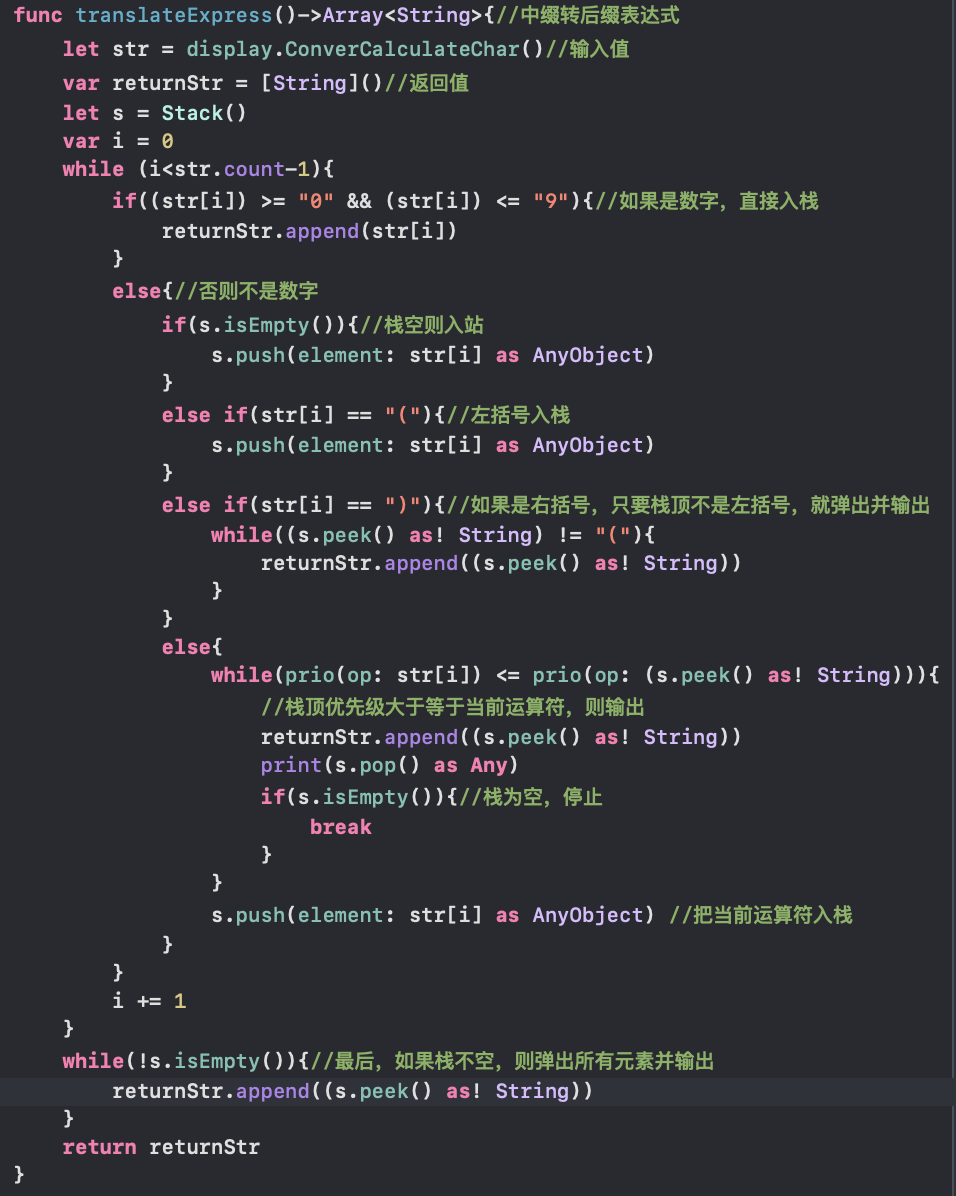 func translateExpress()->Array<String>{//中缀转后缀表达式
    let str = display.ConverCalculateChar()//输入值
    var returnStr = [String]()//返回值
    let s = Stack()
    var i = 0
    while (i<str.count-1){
        if((str[i]) >= "0" && (str[i]) <= "9"){//如果是数字，直接入栈
            returnStr.append(str[i])
        }
        else{//否则不是数字
            if(s.isEmpty()){//栈空则入站
                s.push(element: str[i] as AnyObject)
            }
            else if(str[i] == "("){//左括号入栈
                s.push(element: str[i] as AnyObject)
            }
            else if(str[i] == ")"){//如果是右括号，只要栈顶不是左括号，就弹出并输出
                while((s.peek() as! String) != "("){
                    returnStr.append((s.peek() as! String))
                }
            }
            else{
                while(prio(op: str[i]) <= prio(op: (s.peek() as! String))){
                    //栈顶优先级大于等于当前运算符，则输出
                    returnStr.append((s.peek() as! String))
                    print(s.pop() as Any)
                    if(s.isEmpty()){//栈为空，停止
                        break
                    }
                }
                s.push(element: str[i] as AnyObject) //把当前运算符入栈
            }
        }
        i += 1
    }
    while(!s.isEmpty()){//最后，如果栈不空，则弹出所有元素并输出
        returnStr.append((s.peek() as! String))
    }
    return returnStr
}